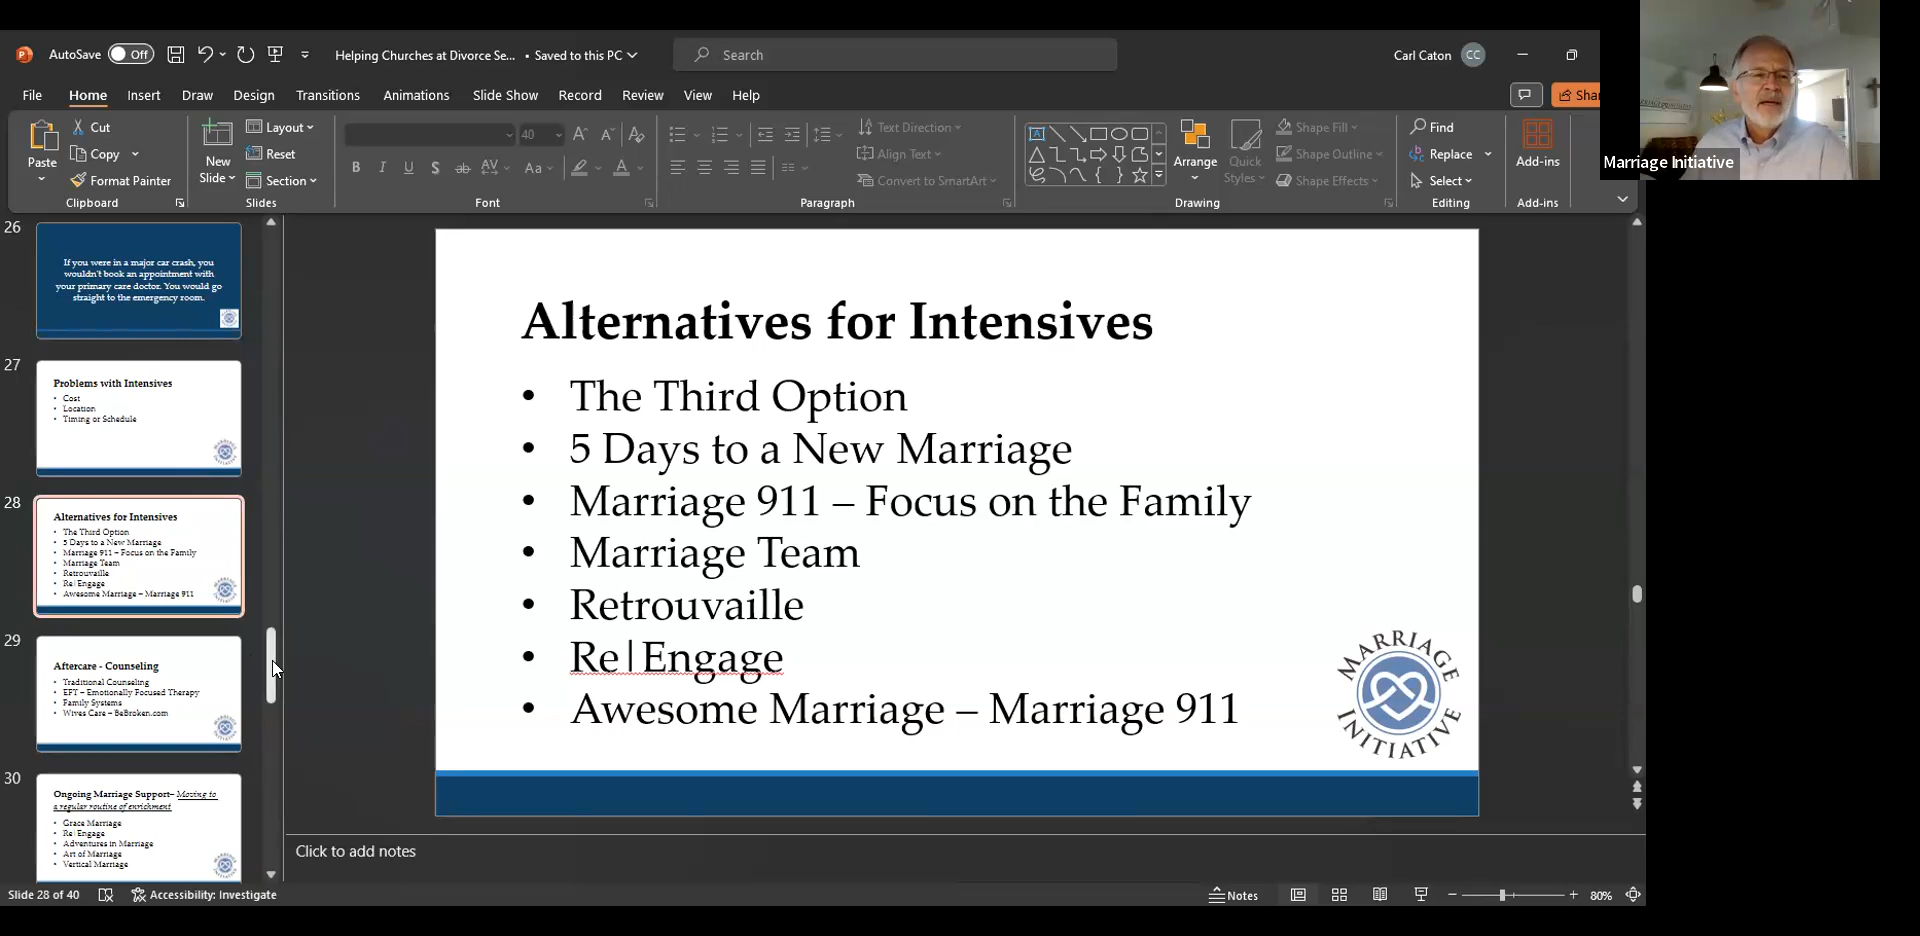 AutoSave Off
Helping Churches at Divorce Se... • Saved to this PC
Search
Carl Caton CC
File Home Insert Draw Design Transitions Animations Slide Show Record Review View Help
Shar
Paste
Cut
Copy
Format Painter
Clipboard
New Slide
Layout
Reset
Section
Slides
40
Font
Text Direction
Align Text
Convert to SmartArt
Paragraph
Arrange
Quick Styles
Shape Fill
Shape Outline
Shape Effects
Drawing
Find
Replace
Select
Editing
Add-ins
Add-ins
Marriage Initiative
26
If you were in a major car crash, you
wouldn't book an appointment with
your primary care doctor. You would go
straight to the emergency room.
27
Problems with Intensives
• Cost
• Location
• Timing or Schedule
28
Alternatives for Intensives
• The Third Option
• 5 Days to a New Marriage
• Marriage 911 – Focus on the Family
• Marriage Team
• Retrouvaille
• Re|Engage
• Awesome Marriage – Marriage 911
29
Aftercare - Counseling
• Traditional Counseling
• EFT – Emotionally Focused Therapy
• Family Systems
• Wives Care – BeBroken.com
30
Ongoing Marriage Support– Moving to
a regular routine of enrichment
• Grace Marriage
• Re|Engage
• Adventures in Marriage
• Art of Marriage
• Vertical Marriage
Alternatives for Intensives
• The Third Option
• 5 Days to a New Marriage
• Marriage 911 – Focus on the Family
• Marriage Team
• Retrouvaille
• Re|Engage
• Awesome Marriage – Marriage 911
MARRIAGE
INITIATIVE
Click to add notes
Slide 28 of 40
Accessibility: Investigate
Notes
80%